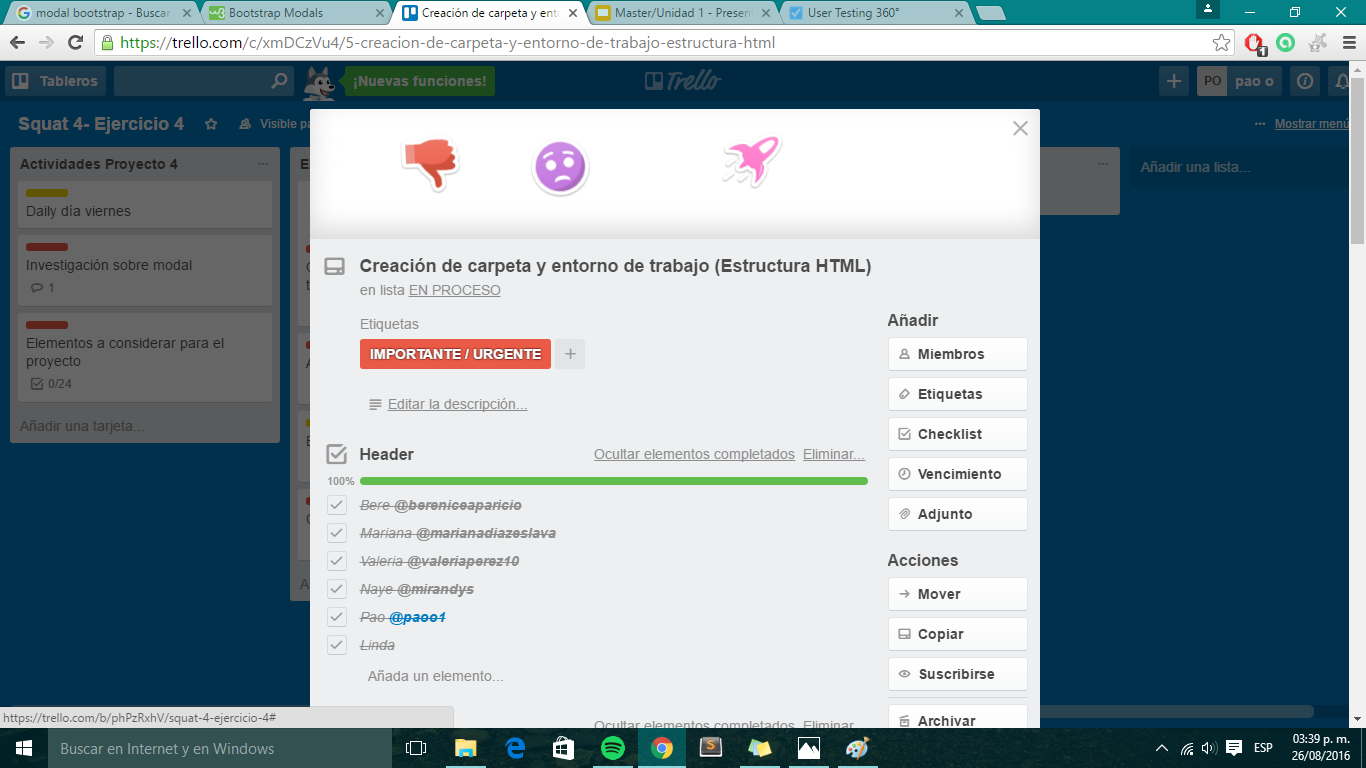 modal bootstrap - Buscar
Bootstrap Modals
Creación de carpeta y ent
Master/Unidad 1 - Presen
User Testing 360°
https://trello.com/c/xmDCzVu4/5-creacion-de-carpeta-y-entorno-de-trabajo-estructura-html
1
Tableros
¡Nuevas funciones!
Trello
PO
pao o
Squat 4- Ejercicio 4
Visible pa
Mostrar menú
Actividades Proyecto 4
Daily día viernes
Investigación sobre modal
1
Elementos a considerar para el
proyecto
0/24
Añadir una tarjeta...
Añadir una lista...
Creación de carpeta y entorno de trabajo (Estructura HTML)
en lista EN PROCESO
Etiquetas
IMPORTANTE / URGENTE
Editar la descripción...
Header
Ocultar elementos completados
Eliminar...
100%
Bere @bereniceaparicio
Mariana @marianadiazeslava
Valeria @valeriaperez10
Naye @mirandys
Pao @paoo1
Linda
Añada un elemento...
Ocultar elementos completados
Eliminar...
Añadir
Miembros
Etiquetas
Checklist
Vencimiento
Adjunto
Acciones
Mover
Copiar
Suscribirse
Archivar
https://trello.com/b/phPzRxhV/squat-4-ejercicio-4#
Buscar en Internet y en Windows
ESP
03:39 p. m.
26/08/2016